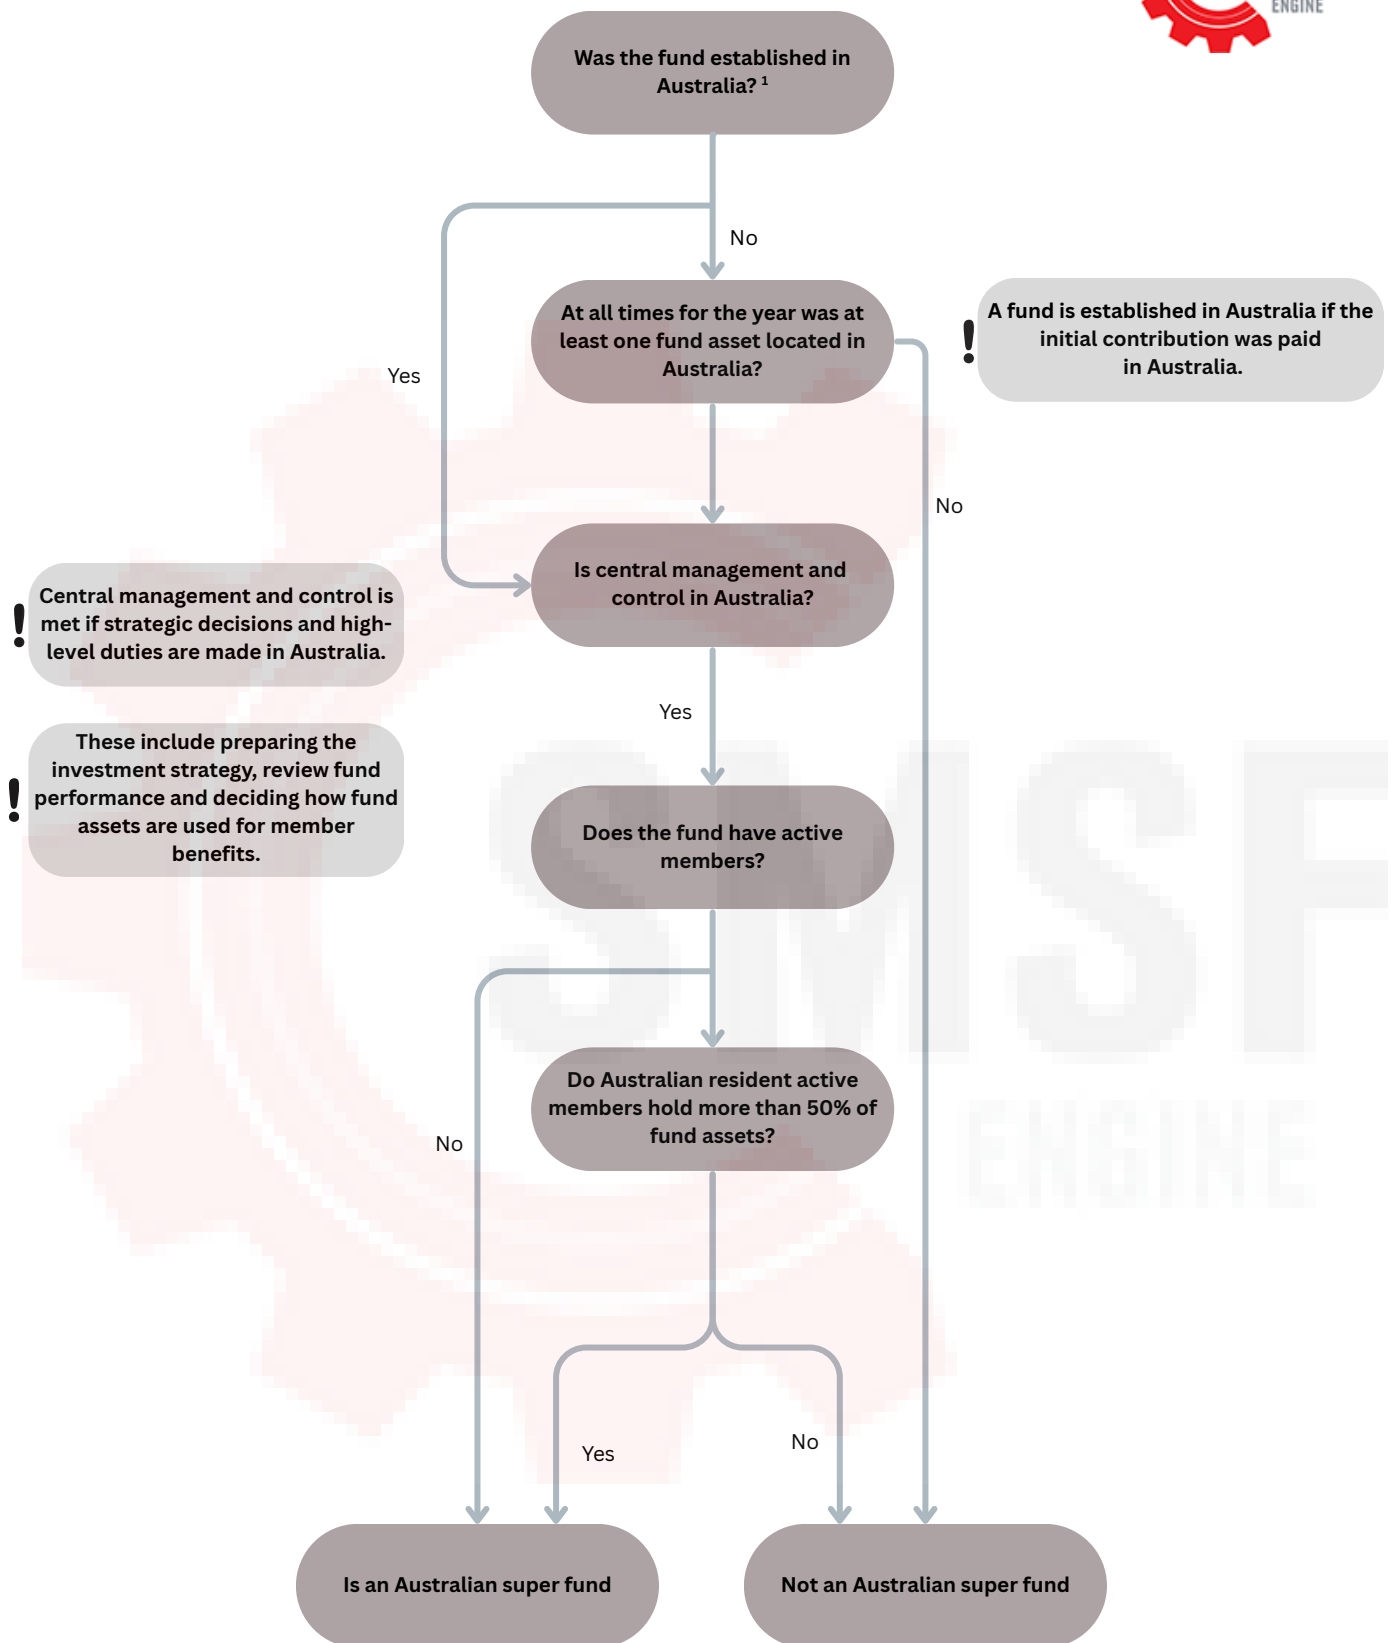 ENGINE
Was the fund established in
Australia? ¹
No
At all times for the year was at
least one fund asset located in
Australia?
A fund is established in Australia if the
initial contribution was paid
in Australia.
!
Yes
No
Is central management and
control in Australia?
!
Central management and control is
met if strategic decisions and high-
level duties are made in Australia.
Yes
!
These include preparing the
investment strategy, review fund
performance and deciding how fund
assets are used for member
benefits.
Does the fund have active
members?
SMSF
ENGINE
Do Australian resident active
members hold more than 50% of
fund assets?
No
Yes
No
Is an Australian super fund
Not an Australian super fund